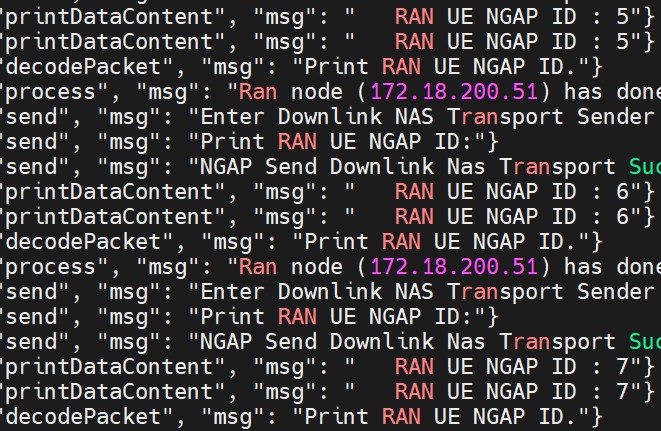 "printDataContent", "msg": "   RAN UE NGAP ID : 5"}
"printDataContent", "msg": "   RAN UE NGAP ID : 5"}
"decodePacket", "msg": "Print RAN UE NGAP ID."}
"process", "msg": "Ran node (172.18.200.51) has done
"send", "msg": "Enter Downlink NAS Transport Sender
"send", "msg": "Print RAN UE NGAP ID:"}
"send", "msg": "NGAP Send Downlink Nas Transport Suc
"printDataContent", "msg": "   RAN UE NGAP ID : 6"}
"printDataContent", "msg": "   RAN UE NGAP ID : 6"}
"decodePacket", "msg": "Print RAN UE NGAP ID."}
"process", "msg": "Ran node (172.18.200.51) has done
"send", "msg": "Enter Downlink NAS Transport Sender
"send", "msg": "Print RAN UE NGAP ID:"}
"send", "msg": "NGAP Send Downlink Nas Transport Suc
"printDataContent", "msg": "   RAN UE NGAP ID : 7"}
"printDataContent", "msg": "   RAN UE NGAP ID : 7"}
"decodePacket", "msg": "Print RAN UE NGAP ID."}